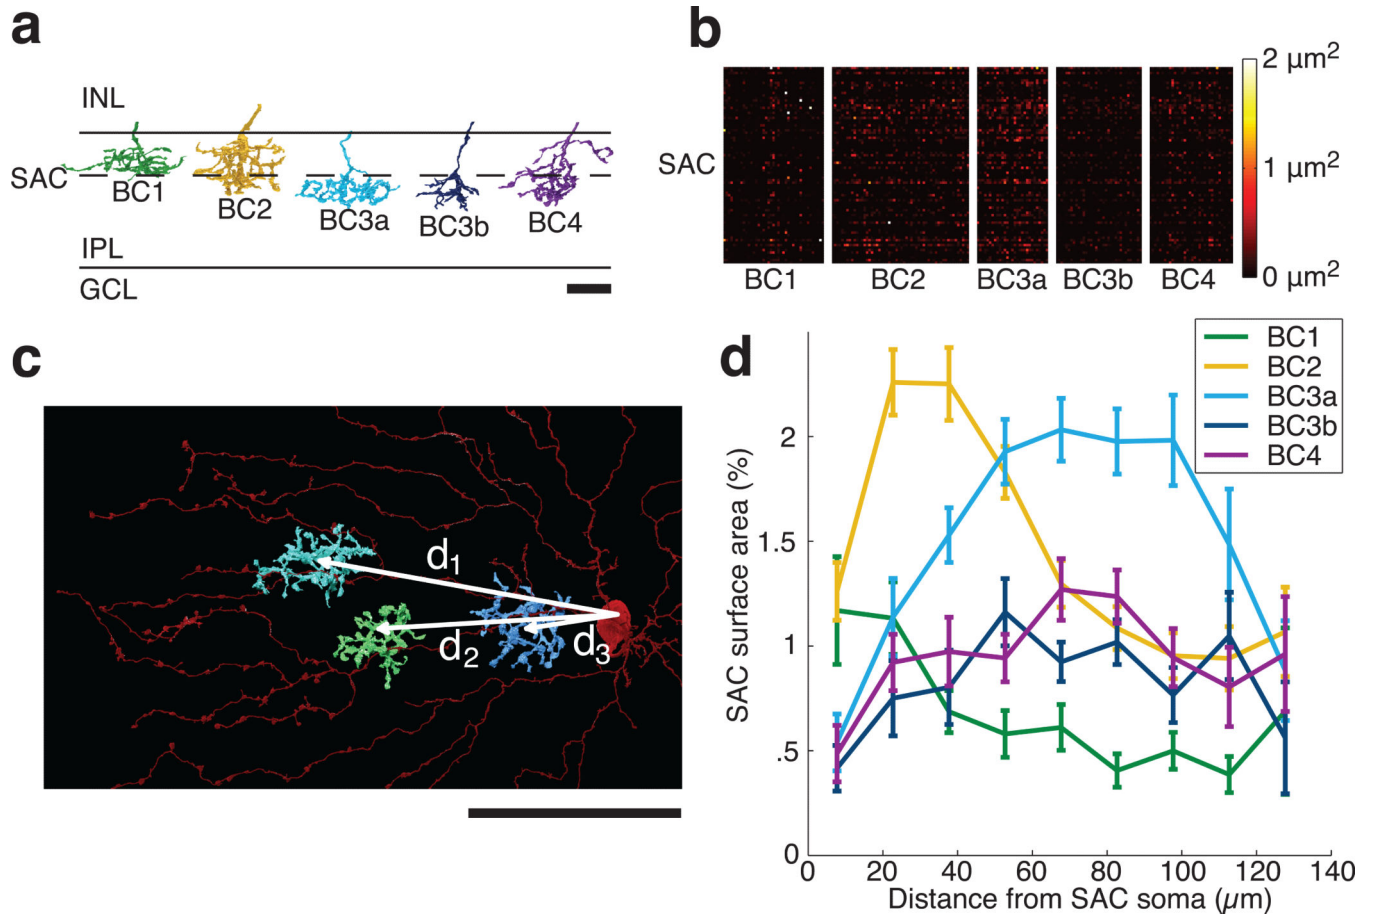 a
INL
SAC
BC1
BC2
BC3a
BC3b
BC4
IPL
GCL
b
SAC
BC1
BC2
BC3a
BC3b
BC4
2 μm²
1 μm²
0 μm²
c
d₁
d₂
d₃
d
BC1
BC2
BC3a
BC3b
BC4
SAC surface area (%)
2
1.5
1
.5
0
0 20 40 60 80 100 120 140
Distance from SAC soma (μm)